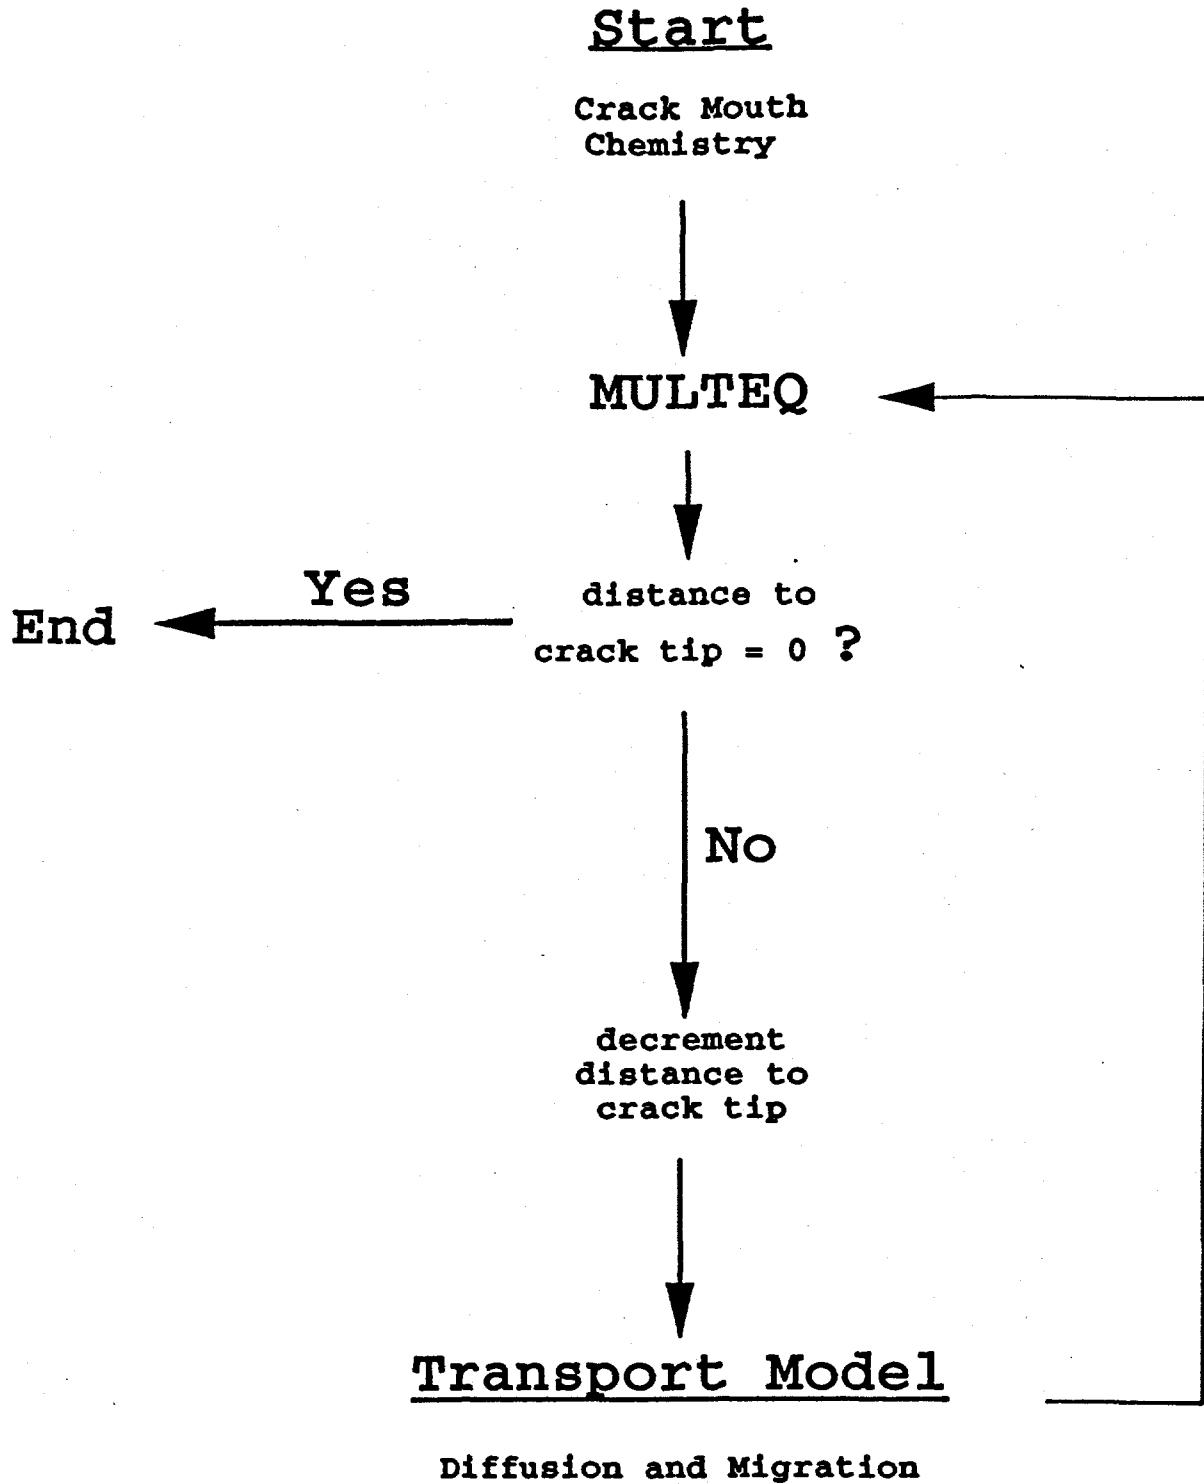 Start
Crack Mouth
Chemistry
MULTEQ
Yes
End
distance to
crack tip = 0 ?
No
decrement
distance to
crack tip
Transport Model
Diffusion and Migration